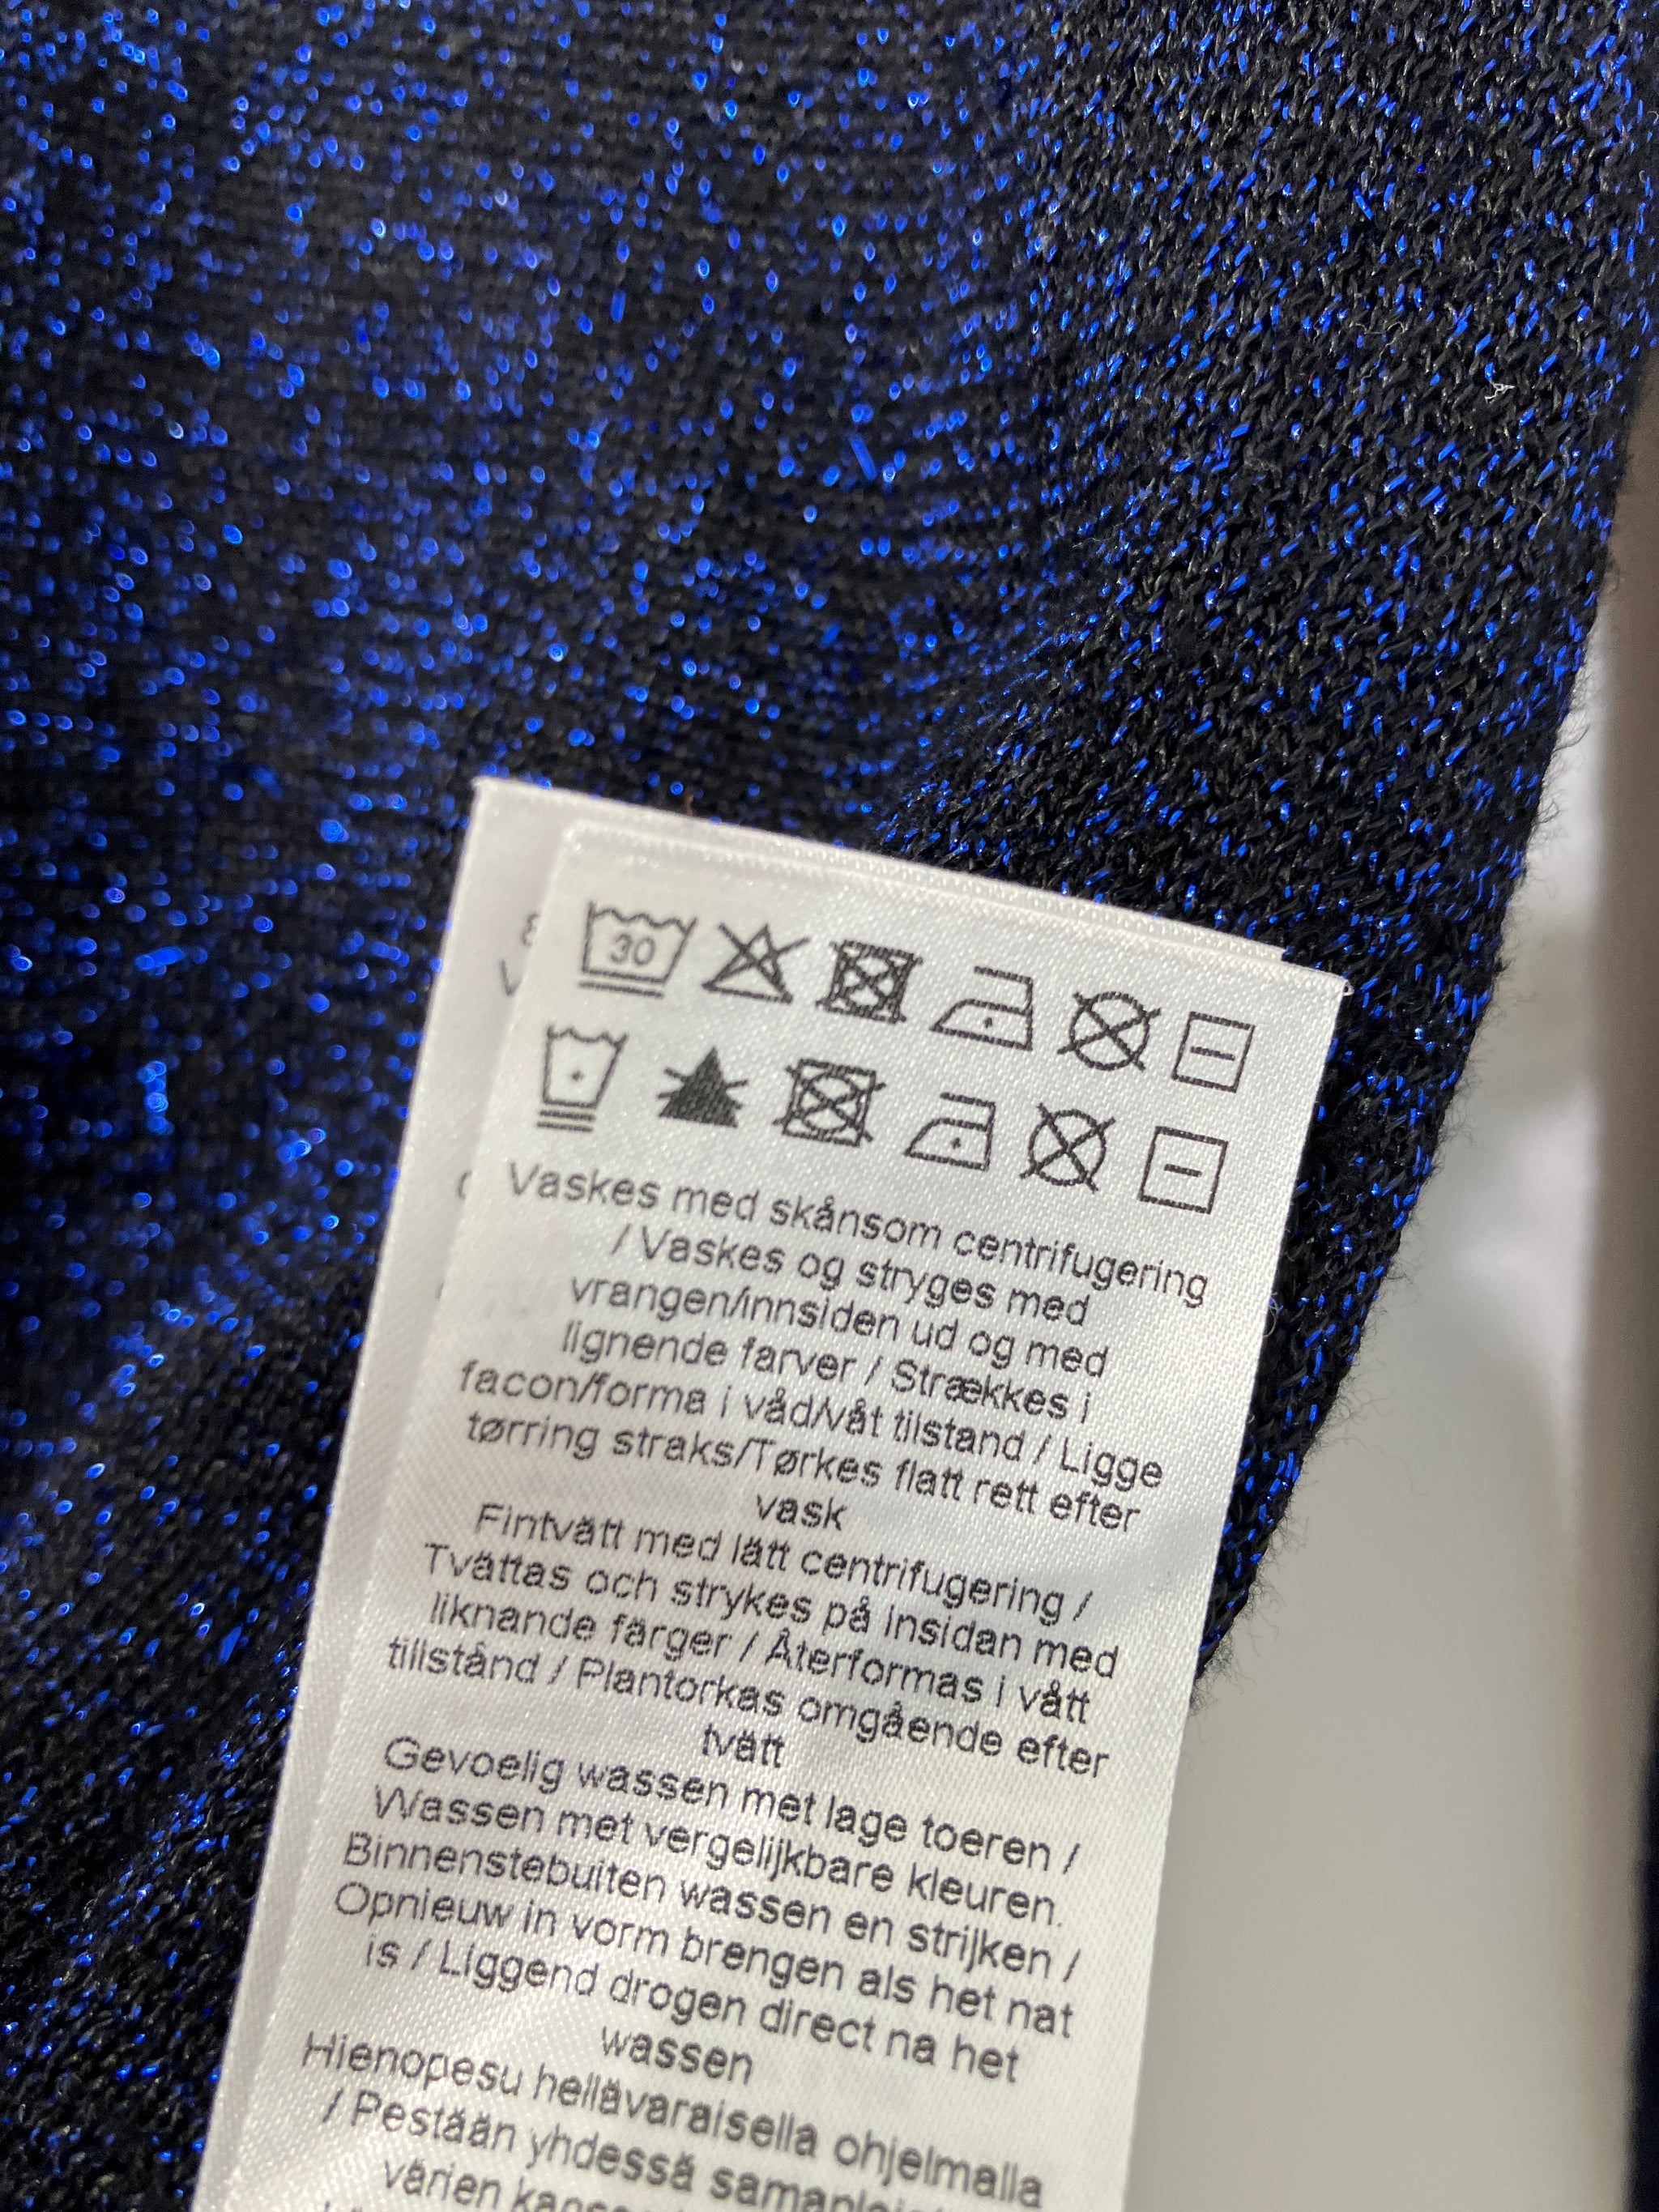 30
Vaskes med skånsom centrifugering
/ Vaskes og stryges med
vrangen/innsiden ud og med
lignende farver / Strækkes i
facon/forma i våd/våt tilstand / Ligge
tørring straks/Tørkes flatt rett efter
vask
Fintvätt med lätt centrifugering /
Tvättas och strykes på insidan med
liknande färger / Återformas i vått
tillstånd / Plantorkas omgående efter
tvätt
Gevoelig wassen met lage toeren /
Wassen met vergelijkbare kleuren.
Binnenstebuiten wassen en strijken /
Opnieuw in vorm brengen als het nat
is / Liggend drogen direct na het
wassen
Hienopesu hellävaraisella ohjelmalla
/ Pestään yhdessä
värien